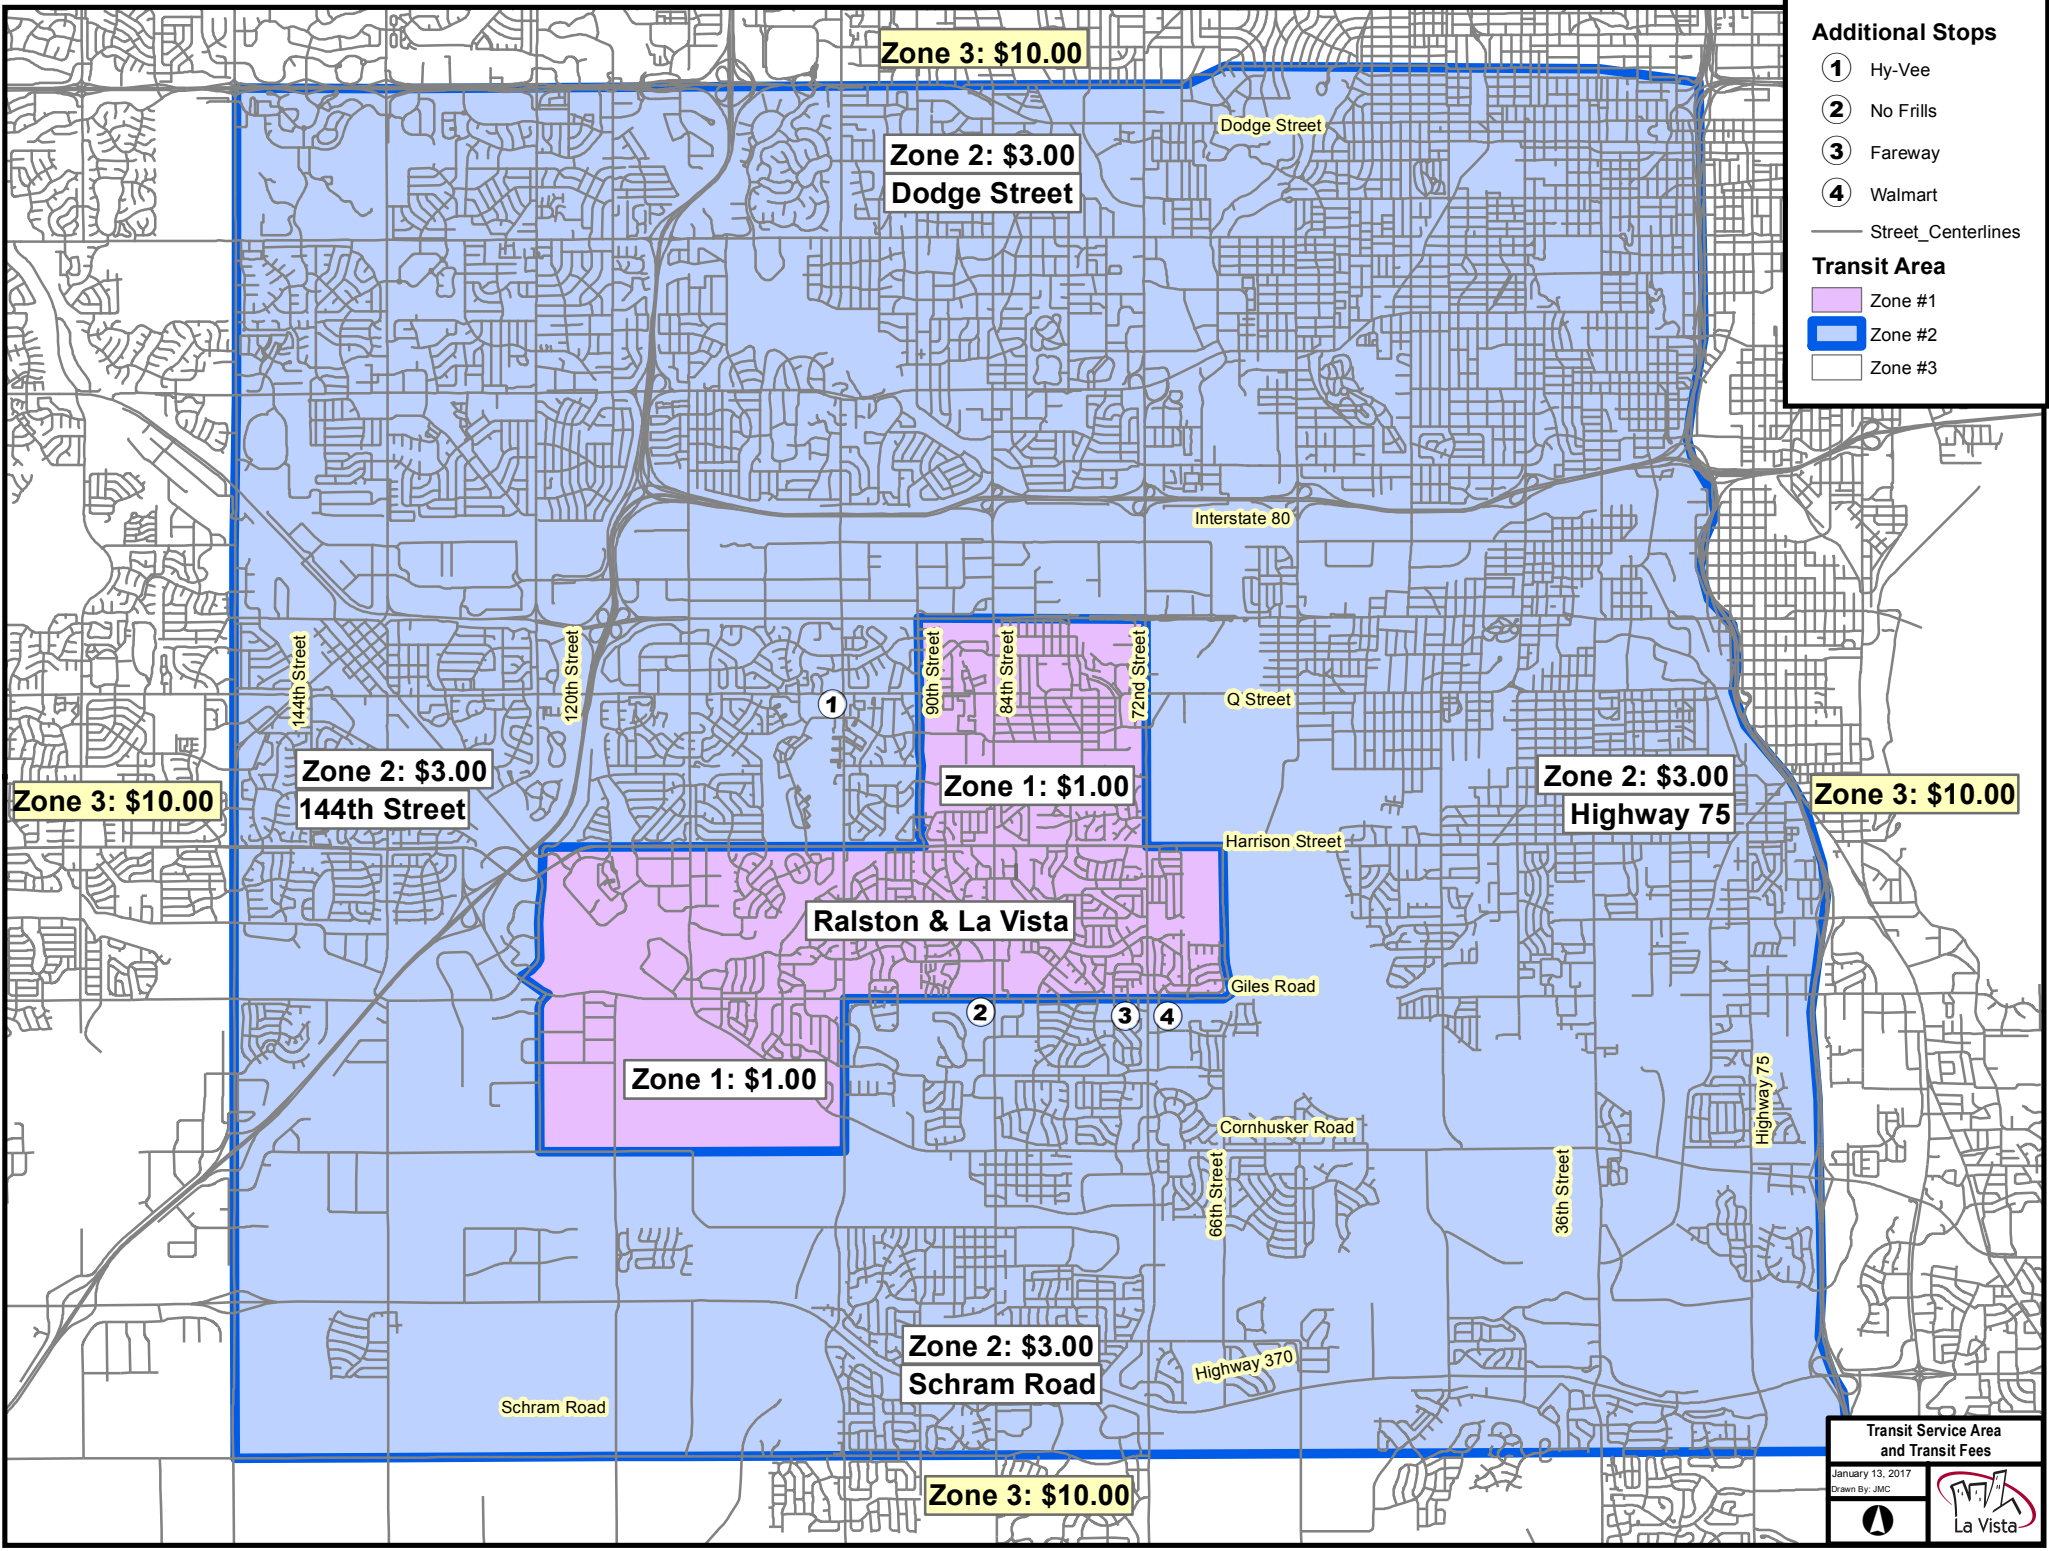 Zone 3: $10.00
Additional Stops
1 Hy-Vee
2 No Frills
3 Fareway
4 Walmart
Street_Centerlines
Transit Area
Zone #1
Zone #2
Zone #3
Dodge Street
Zone 2: $3.00
Dodge Street
Interstate 80
144th Street
120th Street
90th Street
84th Street
72nd Street
Q Street
1
Zone 2: $3.00
144th Street
Zone 3: $10.00
Zone 1: $1.00
Zone 2: $3.00
Highway 75
Zone 3: $10.00
Harrison Street
Ralston & La Vista
Giles Road
2
3
4
Zone 1: $1.00
Highway 75
Cornhusker Road
66th Street
36th Street
Zone 2: $3.00
Schram Road
Highway 370
Schram Road
Zone 3: $10.00
Transit Service Area
and Transit Fees
January 13, 2017
Drawn By: JMC
La Vista